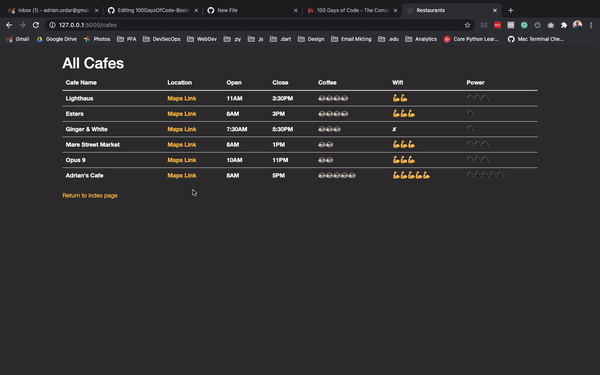 Inbox (1) - adrian.urdar@gmai
Editing 100DaysOfCode-Boot
New File
100 Days of Code - The Comp
Restaurants
127.0.0.1:5000/cafes
Gmail Google Drive Photos PFA DevSecOps WebDev .py .js .dart Design Email Mkting .edu Analytics Core Python Lear... Mac Terminal Che...
All Cafes
Cafe Name Location Open Close Coffee Wifi Power
Lighthaus Maps Link 11AM 3:30PM ☕☕☕☕ 💪💪 🔌🔌🔌
Esters Maps Link 8AM 3PM ☕☕☕☕ 💪💪💪 🔌
Ginger & White Maps Link 7:30AM 5:30PM ☕☕☕ ✘ 🔌
Mare Street Market Maps Link 8AM 1PM ☕☕ 💪💪💪 🔌🔌🔌
Opus 9 Maps Link 10AM 11PM ☕☕ 💪💪💪 🔌🔌🔌
Adrian's Cafe Maps Link 8AM 5PM ☕☕☕☕☕ 💪💪💪💪💪 🔌🔌🔌🔌🔌
Return to index page